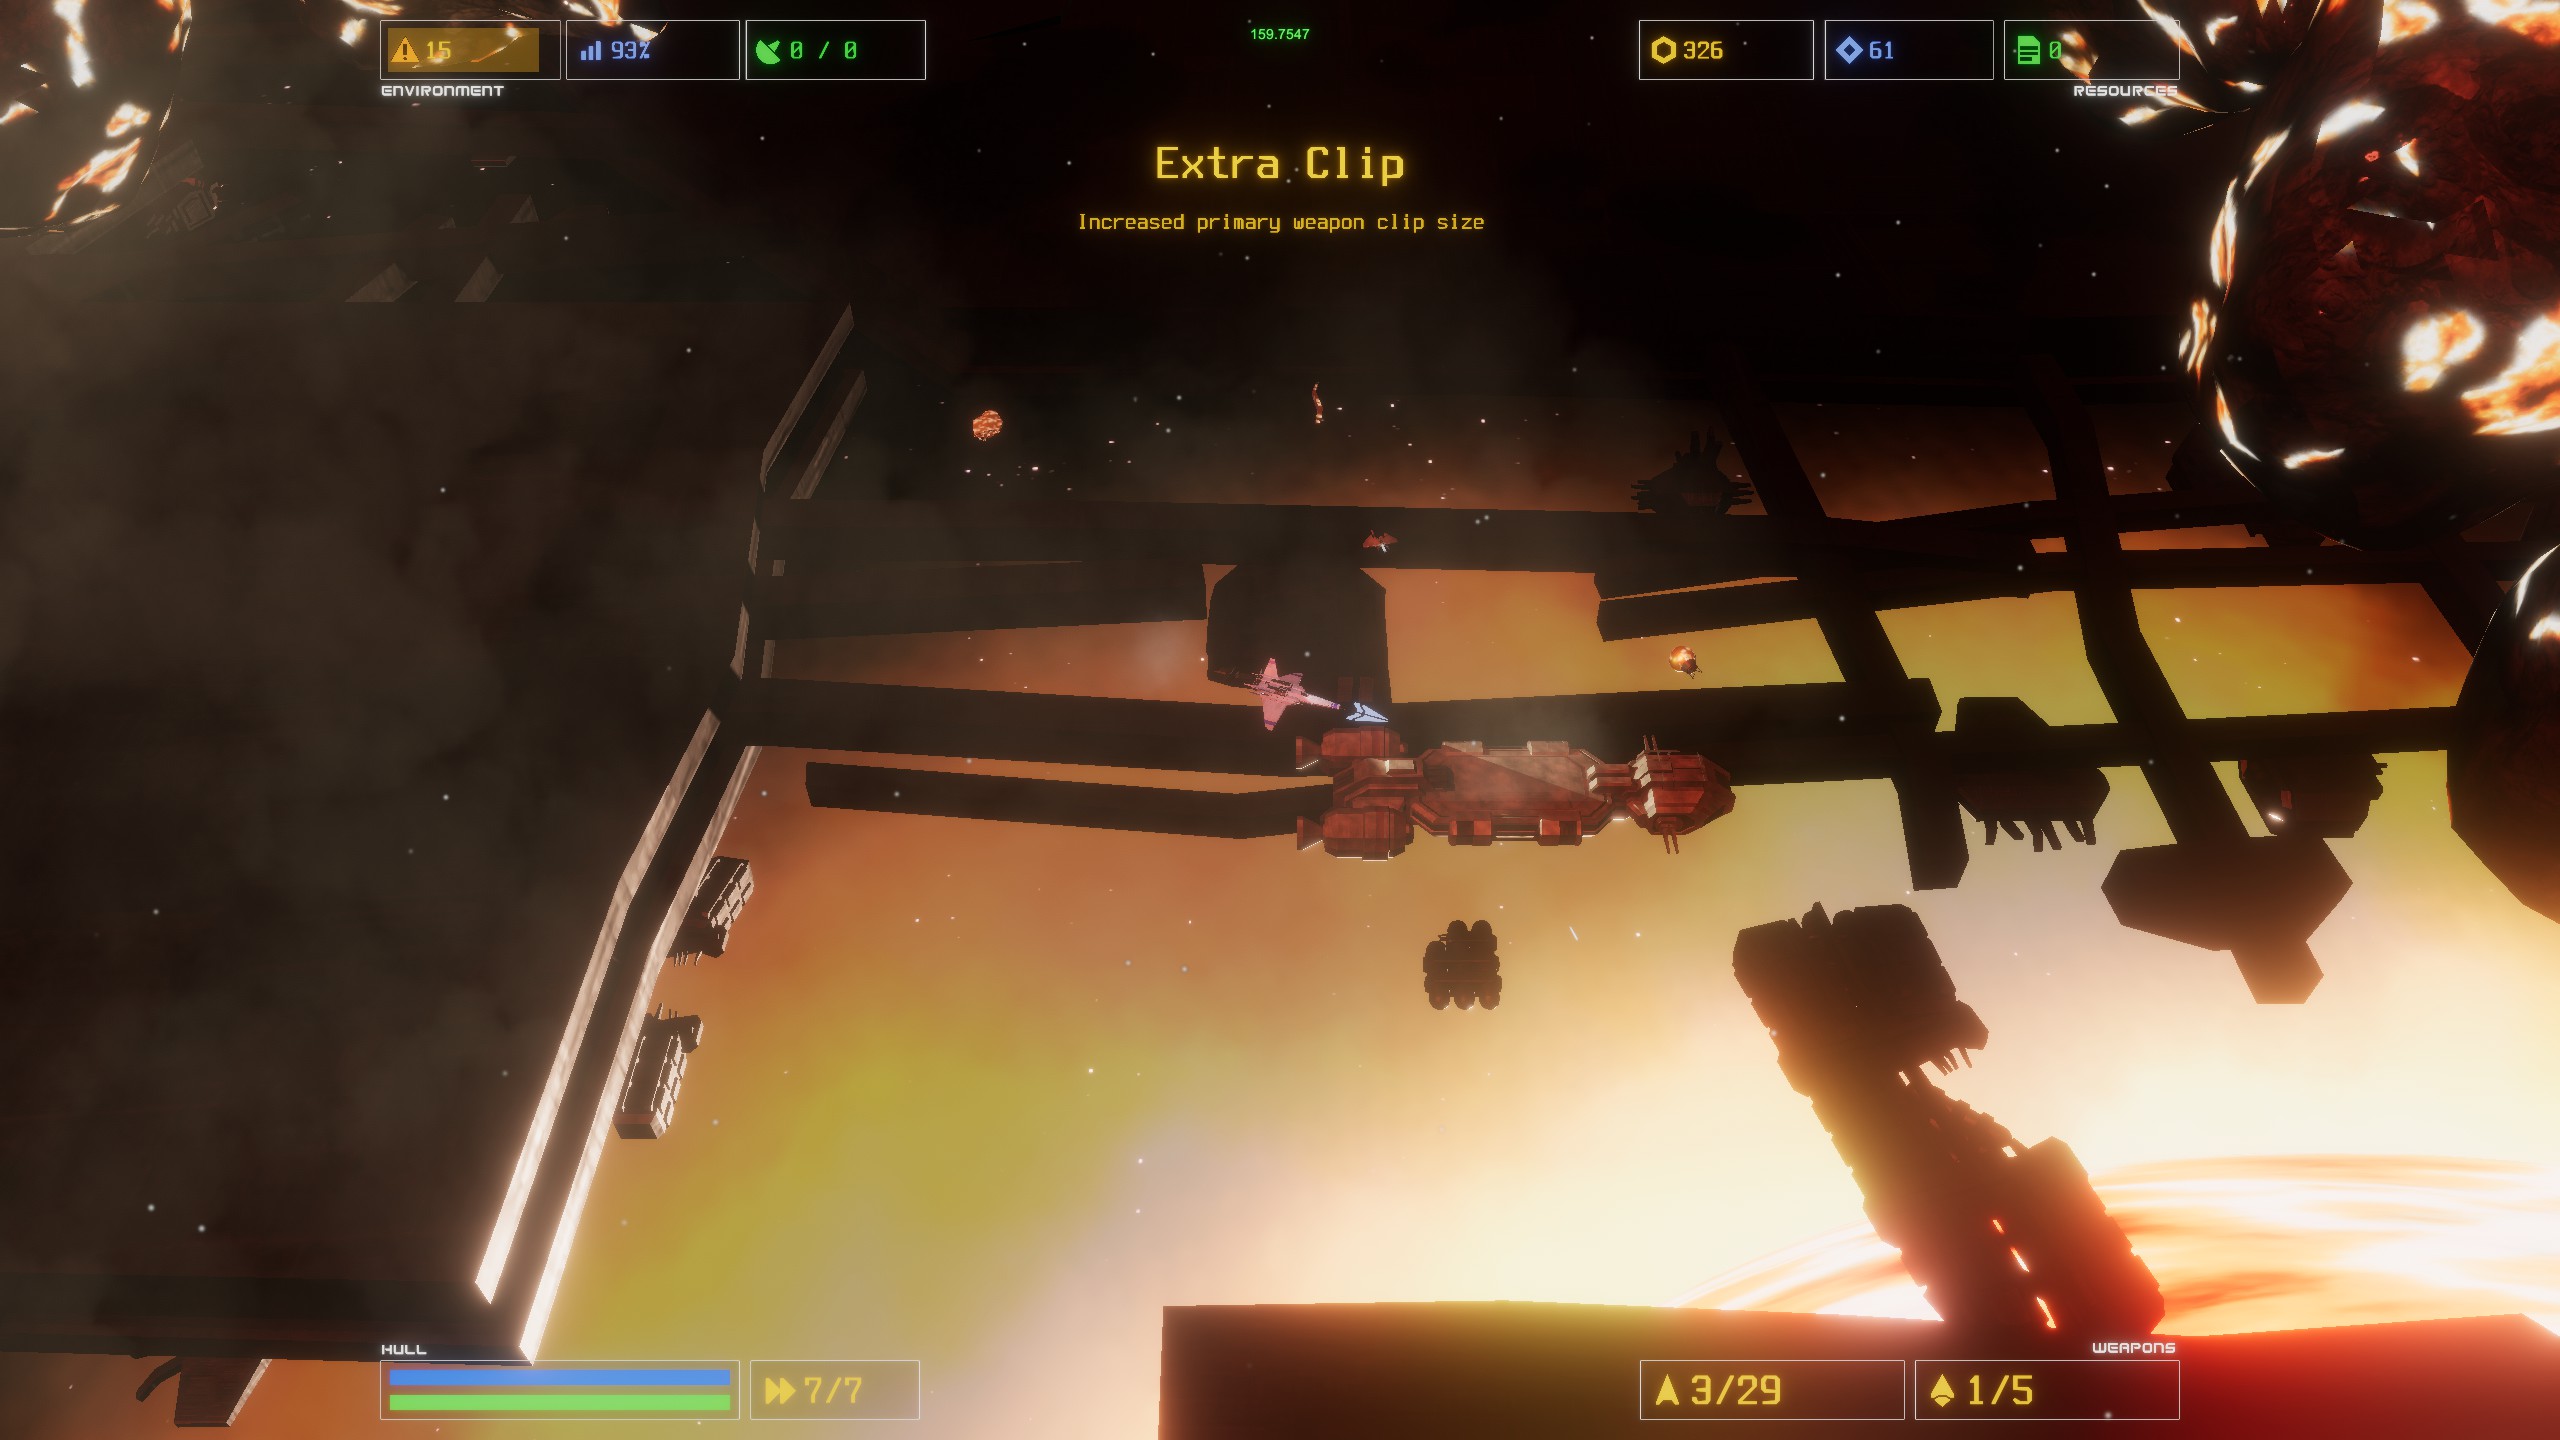 15
93%
0 / 0
159.7547
326
61
0
ENVIRONMENT
RESOURCES
Extra Clip
Increased primary weapon clip size
HULL
WEAPONS
7/7
3/29
1/5